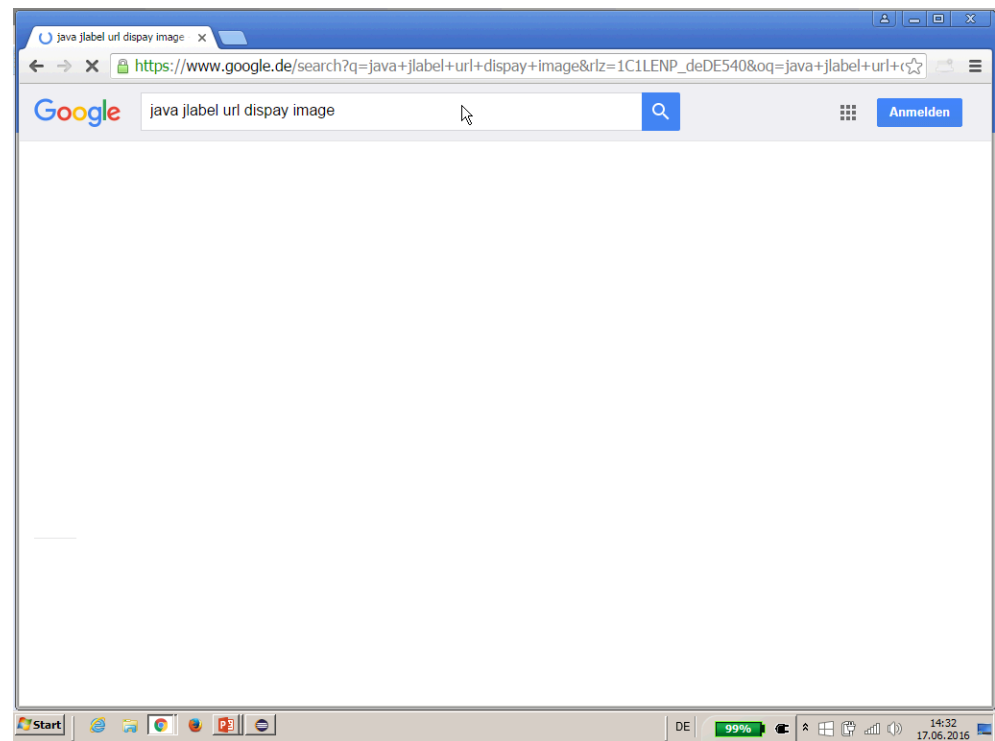 java jlabel url dispay image
https://www.google.de/search?q=java+jlabel+url+dispay+image&rlz=1C1LENP_deDE540&oq=java+jlabel+url+
Google
java jlabel url dispay image
Anmelden
Start
DE
99%
14:32
17.06.2016